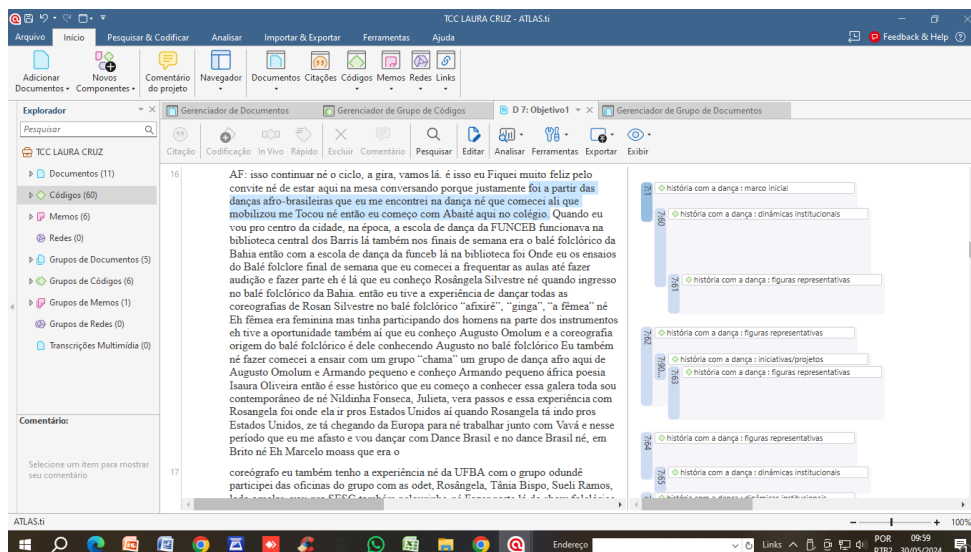 TCC LAURA CRUZ - ATLAS.ti
Arquivo Início Pesquisar & Codificar Analisar Importar & Exportar Ferramentas Ajuda Feedback & Help
Adicionar Documentos Novos Componentes Comentário do projeto Navegador Documentos Citações Códigos Memos Redes Links
Explorador
Gerenciador de Documentos Gerenciador de Grupo de Códigos D 7: Objetivo1 Gerenciador de Grupo de Documentos
Pesquisar
Citação Codificação In Vivo Rápido Excluir Comentário Pesquisar Editar Analisar Ferramentas Exportar Exibir
TCC LAURA CRUZ
Documentos (11)
Códigos (60)
Memos (6)
Redes (0)
Grupos de Documentos (5)
Grupos de Códigos (6)
Grupos de Memos (1)
Grupos de Redes (0)
Transcrições Multimídia (0)
Comentário:
Selecione um item para mostrar
seu comentário
16
AF: isso continuar né o ciclo, a gira, vamos lá. é isso eu Fiquei muito feliz pelo
convite né de estar aqui na mesa conversando porque justamente foi a partir das
danças afro-brasileiras que eu me encontrei na dança né que comecei ali que
mobilizou me Tocou né então eu começo com Abaité aqui no colégio. Quando eu
vou pro centro da cidade, na época, a escola de dança da FUNCEB funcionava na
biblioteca central dos Barris lá também nos finais de semana era o balé folclórico da
Bahia então com a escola de dança da funceb lá na biblioteca foi Onde eu os ensaios
do Balé folclore final de semana que eu comecei a frequentar as aulas até fazer
audição e fazer parte eh é lá que eu conheço Rosângela Silvestre né quando ingresso
no balé folclórico da Bahia. então eu tive a experiência de dançar todas as
coreografias de Rosan Silvestre no balé folclórico “afixirê”, “ginga”, “a fêmea” né
Eh fêmea era feminina mas tinha participando dos homens na parte dos instrumentos
eh tive a oportunidade também aí que eu conheço Augusto Omolum e a coreografia
origem do balé folclórico é dele conhecendo Augusto no balé folclórico Eu também
né fazer comecei a ensair com um grupo “chama” um grupo de dança afro aqui de
Augusto Omolum e Armando pequeno e conheço Armando pequeno áfrica poesia
Isaura Oliveira então é esse histórico que eu começo a conhecer essa galera toda sou
contemporâneo de né Nildinha Fonseca, Julieta, vera passos e essa experiência com
Rosangela foi onde ela ir pros Estados Unidos aí quando Rosangela tá indo pros
Estados Unidos, ze tá chegando da Europa para né trabalhar junto com Vavá e nesse
período que eu me afasto e vou dançar com Dance Brasil e no dance Brasil né, em
Brito né Eh Marcelo moass que era o
17
coreógrafo eu também tenho a experiência né da UFBA com o grupo odundê
participei das oficinas do grupo com as odet, Rosângela, Tânia Bispo, Sueli Ramos,
7:1 história com a dança : marco inicial
7:60 história com a dança : dinâmicas institucionais
7:61 história com a dança : figuras representativas
7:62 história com a dança : figuras representativas
7:90... história com a dança : iniciativas/projetos
7:63 história com a dança : figuras representativas
7:64 história com a dança : figuras representativas
7:65 história com a dança : dinâmicas institucionais
história com a dança : dinâmicas institucionais
ATLAS.ti
100%
Endereço Links POR 09:59
PTB2 30/05/2024